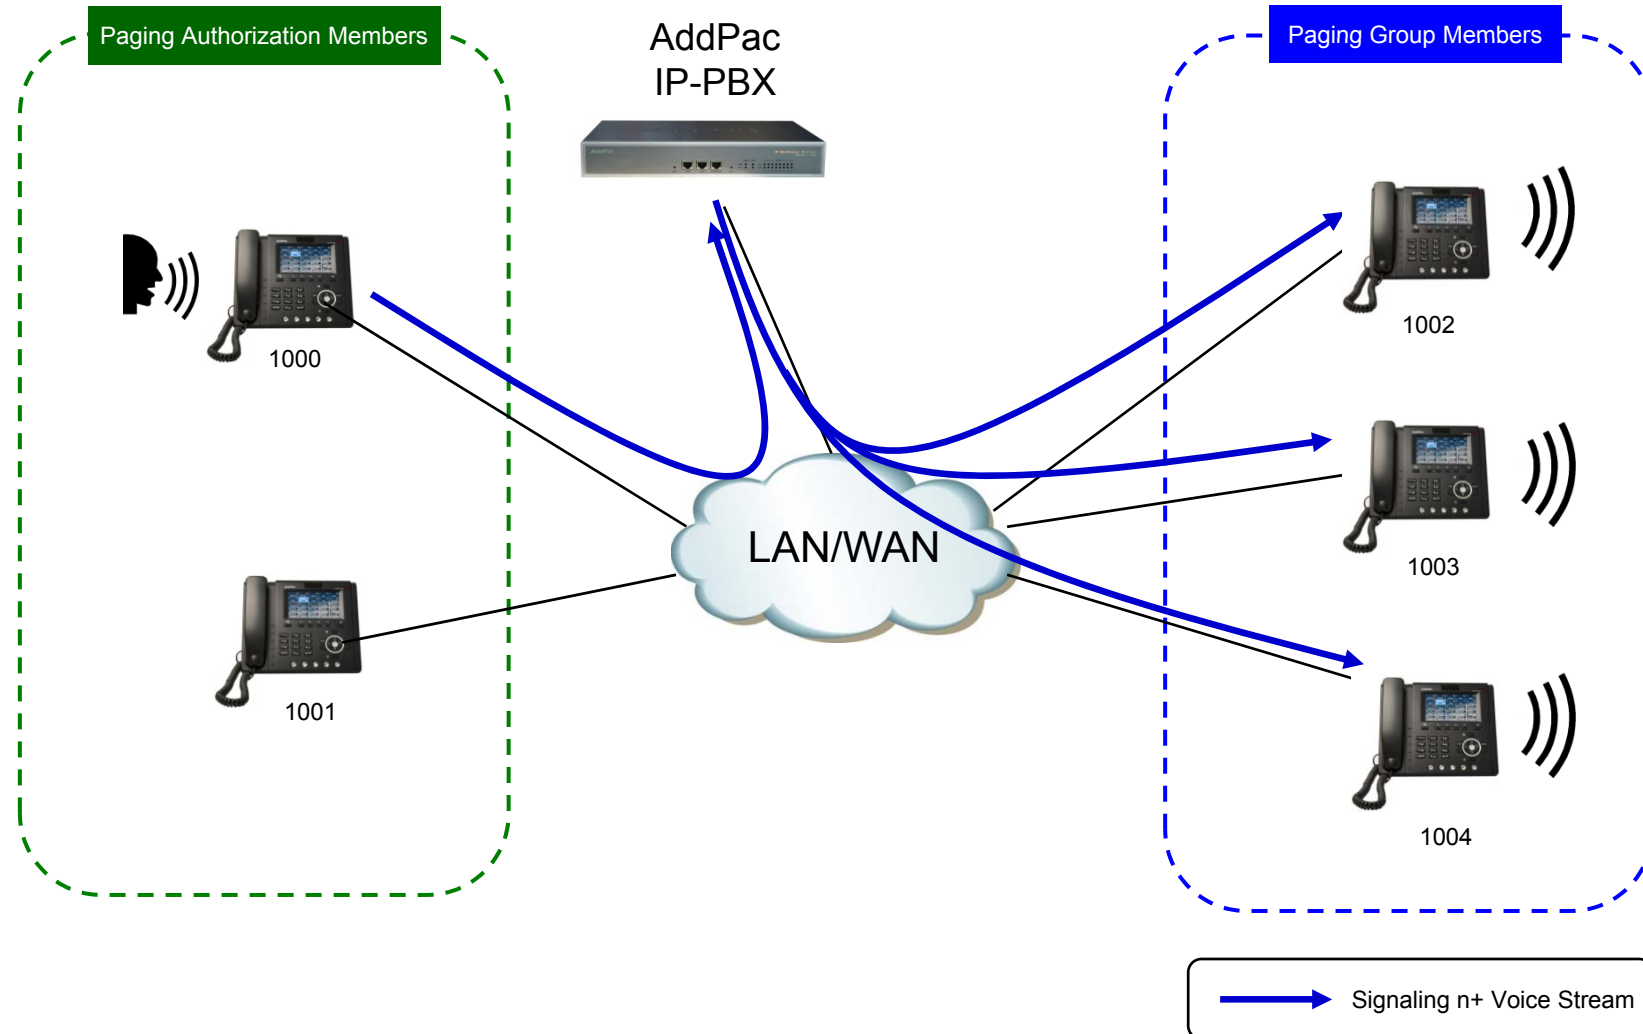 Paging Authorization Members
AddPac
IP-PBX
Paging Group Members
AddPac
1000
1001
LAN/WAN
1002
1003
1004
Signaling n+ Voice Stream